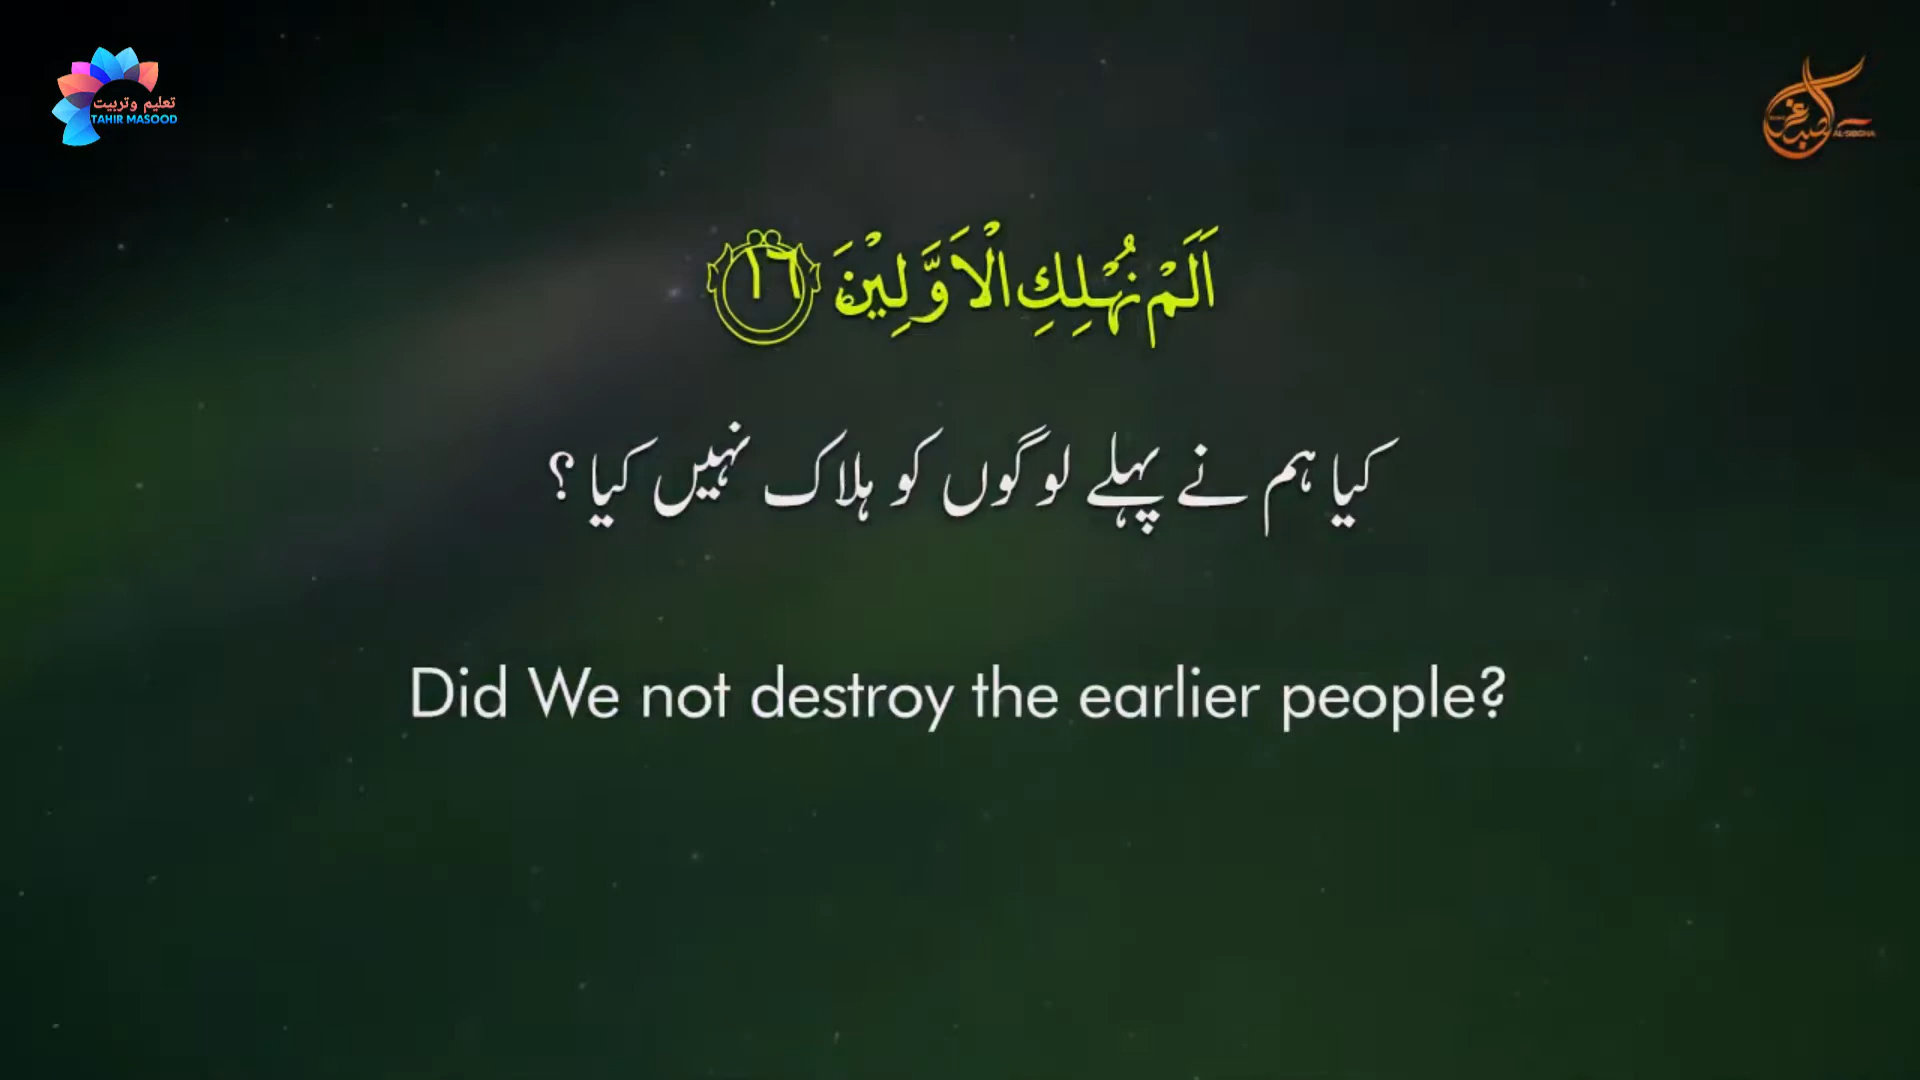 تعلیم وتربیت
TAHIR MASOOD
اَلَمْ نُهْلِكِ الْاَوَّلِيْنَ ١٦
کیا ہم نے پہلے لوگوں کو ہلاک نہیں کیا ؟
Did We not destroy the earlier people?